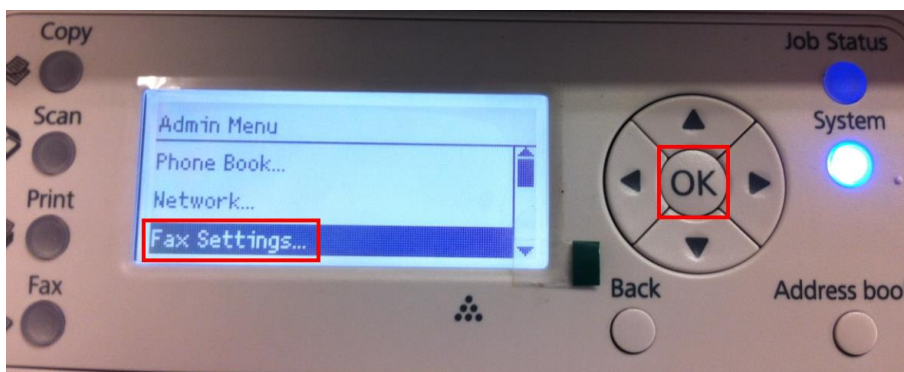 Copy
Job Status
Scan
System
Admin Menu
Phone Book...
Network...
Fax Settings...
OK
Print
Fax
Back
Address boo